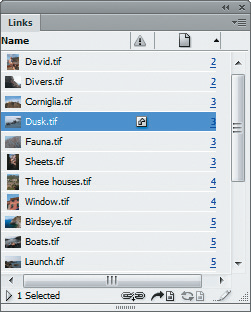 Links
Name
David.tif 2
Divers.tif 2
Corniglia.tif 3
Dusk.tif 3
Fauna.tif 3
Sheets.tif 3
Three houses.tif 4
Window.tif 4
Birdseye.tif 5
Boats.tif 5
Launch.tif 5
1 Selected